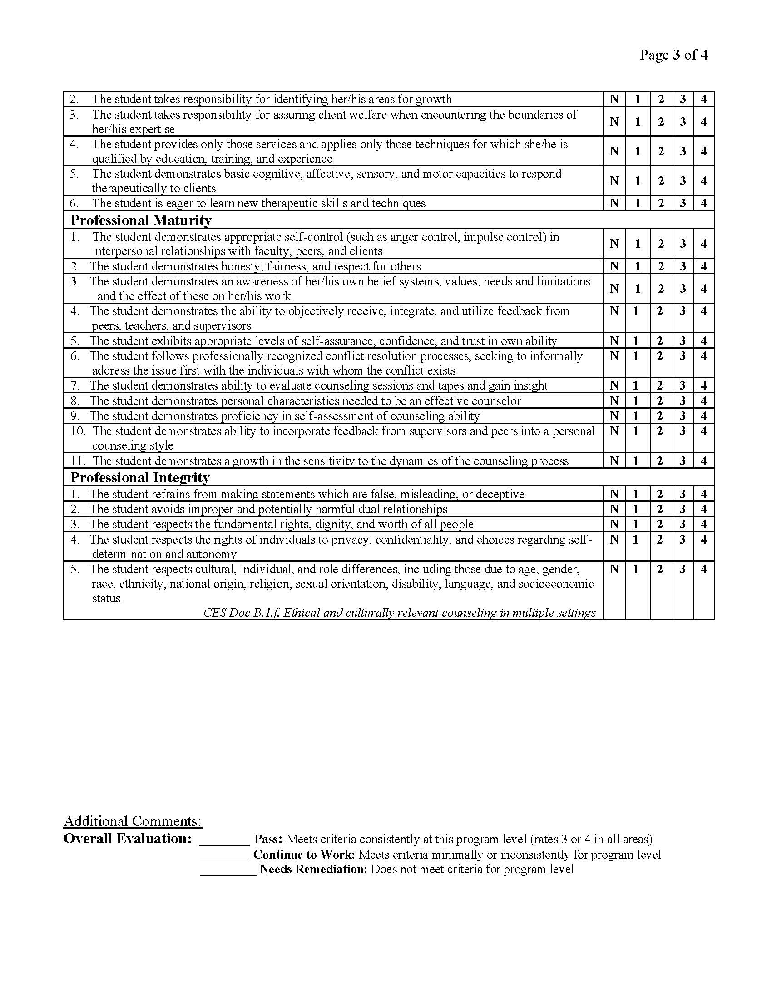 Page 3 of 4
2. The student takes responsibility for identifying her/his areas for growth N 1 2 3 4
3. The student takes responsibility for assuring client welfare when encountering the boundaries of
her/his expertise N 1 2 3 4
4. The student provides only those services and applies only those techniques for which she/he is
qualified by education, training, and experience N 1 2 3 4
5. The student demonstrates basic cognitive, affective, sensory, and motor capacities to respond
therapeutically to clients N 1 2 3 4
6. The student is eager to learn new therapeutic skills and techniques N 1 2 3 4
Professional Maturity
1. The student demonstrates appropriate self-control (such as anger control, impulse control) in
interpersonal relationships with faculty, peers, and clients N 1 2 3 4
2. The student demonstrates honesty, fairness, and respect for others N 1 2 3 4
3. The student demonstrates an awareness of her/his own belief systems, values, needs and limitations
and the effect of these on her/his work N 1 2 3 4
4. The student demonstrates the ability to objectively receive, integrate, and utilize feedback from N 1 2 3 4
peers, teachers, and supervisors
5. The student exhibits appropriate levels of self-assurance, confidence, and trust in own ability N 1 2 3 4
6. The student follows professionally recognized conflict resolution processes, seeking to informally N 1 2 3 4
address the issue first with the individuals with whom the conflict exists
7. The student demonstrates ability to evaluate counseling sessions and tapes and gain insight N 1 2 3 4
8. The student demonstrates personal characteristics needed to be an effective counselor N 1 2 3 4
9. The student demonstrates proficiency in self-assessment of counseling ability N 1 2 3 4
10. The student demonstrates ability to incorporate feedback from supervisors and peers into a personal N 1 2 3 4
counseling style
11. The student demonstrates a growth in the sensitivity to the dynamics of the counseling process N 1 2 3 4
Professional Integrity
1. The student refrains from making statements which are false, misleading, or deceptive N 1 2 3 4
2. The student avoids improper and potentially harmful dual relationships N 1 2 3 4
3. The student respects the fundamental rights, dignity, and worth of all people N 1 2 3 4
4. The student respects the rights of individuals to privacy, confidentiality, and choices regarding self- N 1 2 3 4
determination and autonomy
5. The student respects cultural, individual, and role differences, including those due to age, gender, N 1 2 3 4
race, ethnicity, national origin, religion, sexual orientation, disability, language, and socioeconomic
status
CES Doc B.1.f. Ethical and culturally relevant counseling in multiple settings
Additional Comments:
Overall Evaluation: ________ Pass: Meets criteria consistently at this program level (rates 3 or 4 in all areas)
________ Continue to Work: Meets criteria minimally or inconsistently for program level
_________ Needs Remediation: Does not meet criteria for program level